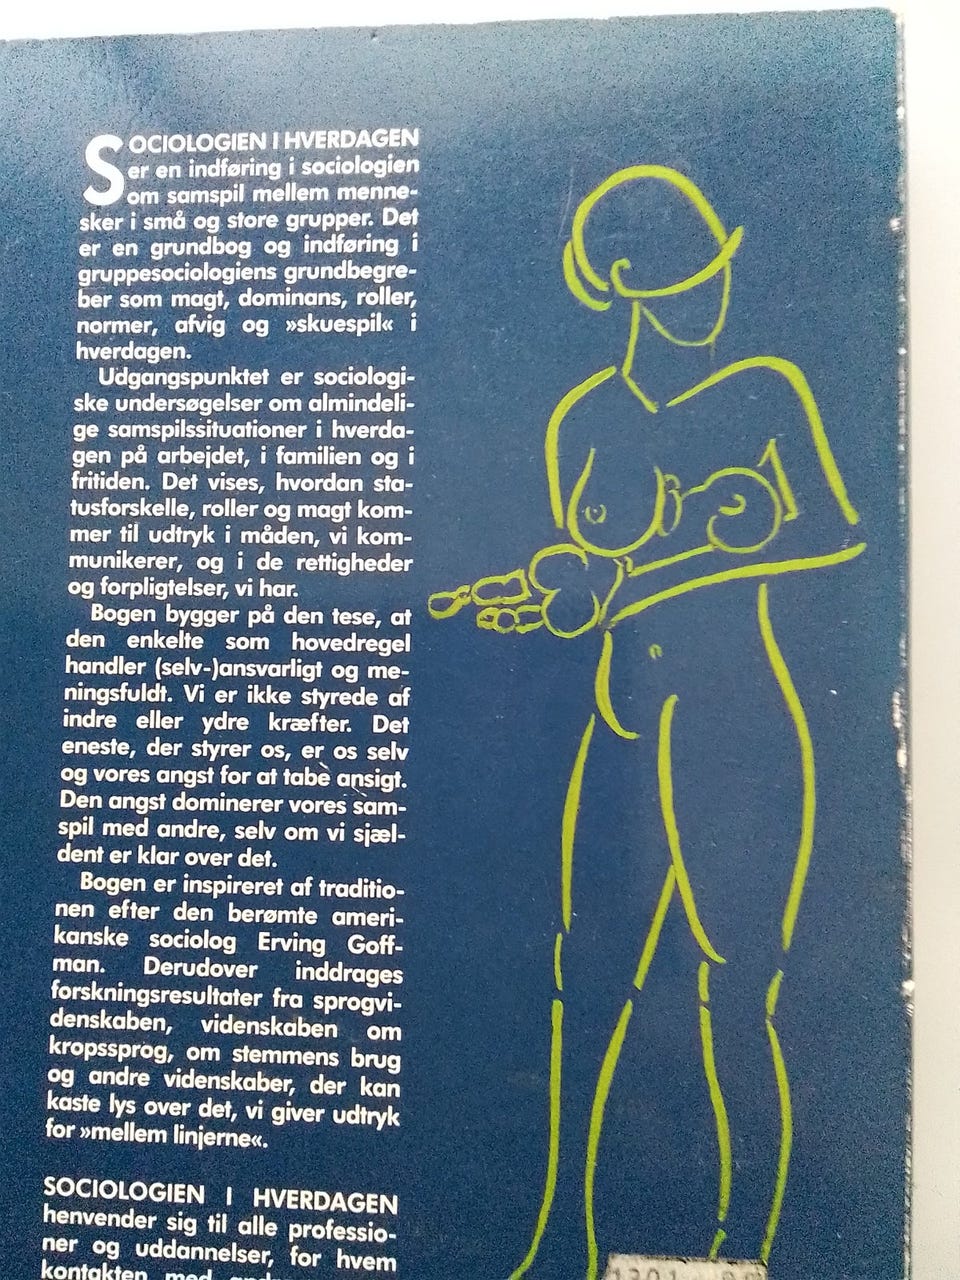 SOCIOLOGIEN I HVERDAGEN
er en indføring i sociologien
om samspil mellem menne-
sker i små og store grupper. Det
er en grundbog og indføring i
gruppesociologiens grundbegre-
ber som magt, dominans, roller,
normer, afvig og »skuespil« i
hverdagen.
Udgangspunktet er sociologi-
ske undersøgelser om almindeli-
ge samspilssituationer i hverda-
gen på arbejdet, i familien og i
fritiden. Det vises, hvordan sta-
tusforskelle, roller og magt kom-
mer til udtryk i måden, vi kom-
munikerer, og i de rettigheder
og forpligtelser, vi har.
Bogen bygger på den tese, at
den enkelte som hovedregel
handler (selv-)ansvarligt og me-
ningsfuldt. Vi er ikke styrede af
indre eller ydre kræfter. Det
eneste, der styrer os, er os selv
og vores angst for at tabe ansigt.
Den angst dominerer vores sam-
spil med andre, selv om vi sjæl-
dent er klar over det.
Bogen er inspireret af traditio-
nen efter den berømte ameri-
kanske sociolog Erving Goff-
man. Derudover inddrages
forskningsresultater fra sprogvi-
denskaben, videnskaben om
kropssprog, om stemmens brug
og andre videnskaber, der kan
kaste lys over det, vi giver udtryk
for »mellem linjerne«.
SOCIOLOGIEN I HVERDAGEN
henvender sig til alle professio-
ner og uddannelser, for hvem
kontakten med